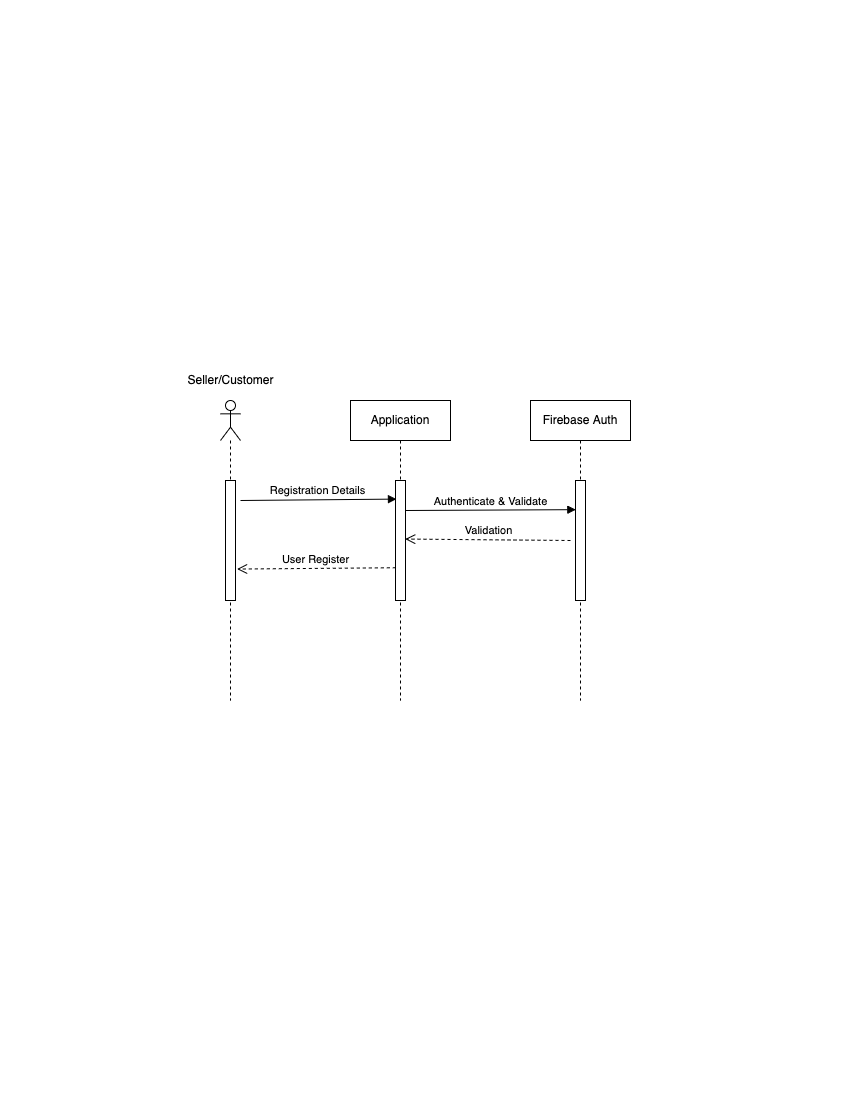 Seller/Customer
Application
Firebase Auth
Registration Details
Authenticate & Validate
Validation
User Register